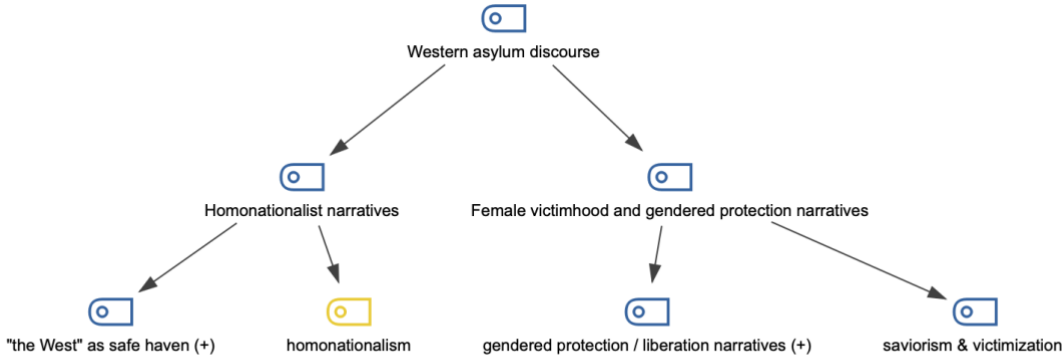 Western asylum discourse
Homonationalist narratives
Female victimhood and gendered protection narratives
"the West" as safe haven (+)
homonationalism
gendered protection / liberation narratives (+)
saviorism & victimization